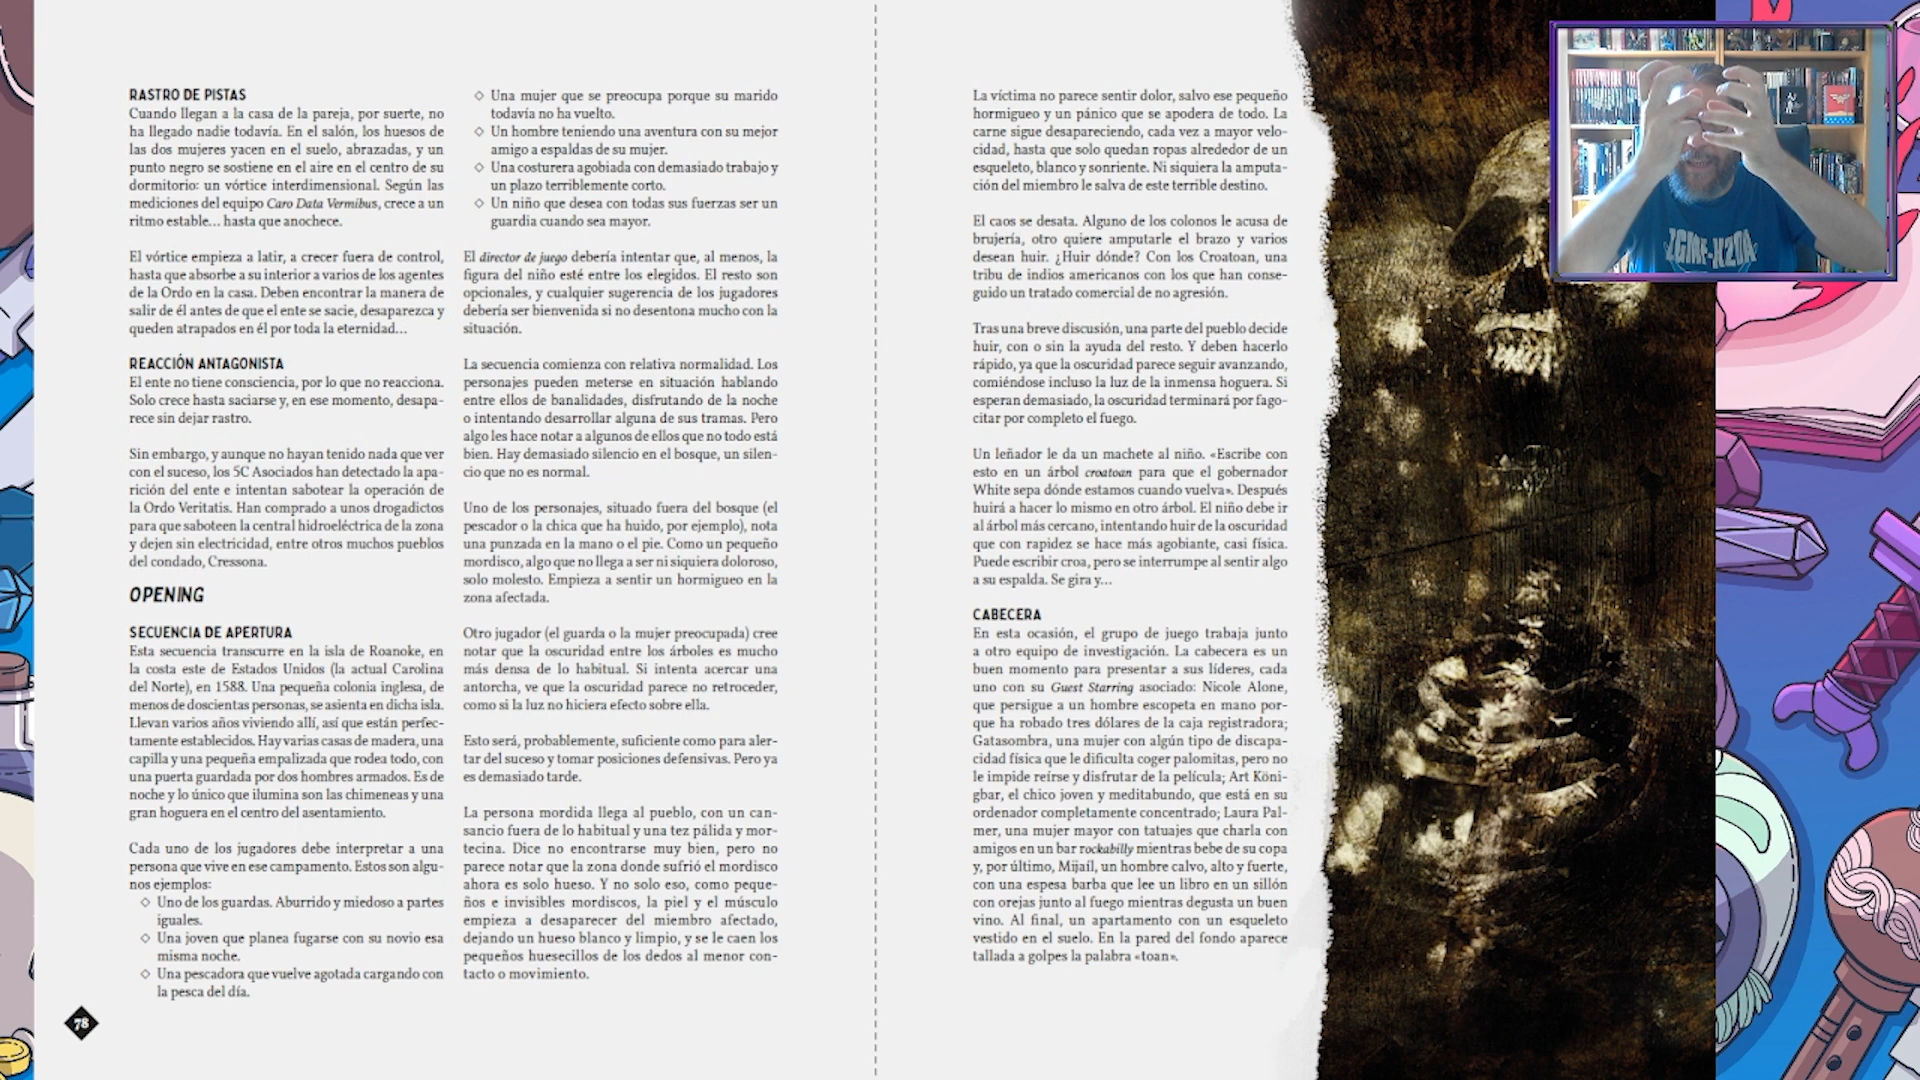 RASTRO DE PISTAS
Cuando llegan a la casa de la pareja, por suerte, no
ha llegado nadie todavía. En el salón, los huesos de
las dos mujeres yacen en el suelo, abrazadas, y un
punto negro se sostiene en el aire en el centro de su
dormitorio: un vórtice interdimensional. Según las
mediciones del equipo Caro Data Vermibus, crece a un
ritmo estable... hasta que anochece.
El vórtice empieza a latir, a crecer fuera de control,
hasta que absorbe a su interior a varios de los agentes
de la Ordo en la casa. Deben encontrar la manera de
salir de él antes de que el ente se sacie, desaparezca y
queden atrapados en él por toda la eternidad...
REACCIÓN ANTAGONISTA
El ente no tiene consciencia, por lo que no reacciona.
Solo crece hasta saciarse y, en ese momento, desapa-
rece sin dejar rastro.
Sin embargo, y aunque no hayan tenido nada que ver
con el suceso, los 5C Asociados han detectado la apa-
rición del ente e intentan sabotear la operación de
la Ordo Veritatis. Han comprado a unos drogadictos
para que saboteen la central hidroeléctrica de la zona
y dejen sin electricidad, entre otros muchos pueblos
del condado, Cressona.
OPENING
SECUENCIA DE APERTURA
Esta secuencia transcurre en la isla de Roanoke, en
la costa este de Estados Unidos (la actual Carolina
del Norte), en 1588. Una pequeña colonia inglesa, de
menos de doscientas personas, se asienta en dicha isla.
Llevan varios años viviendo allí, así que están perfec-
tamente establecidos. Hay varias casas de madera, una
capilla y una pequeña empalizada que rodea todo, con
una puerta guardada por dos hombres armados. Es de
noche y lo único que ilumina son las chimeneas y una
gran hoguera en el centro del asentamiento.
Cada uno de los jugadores debe interpretar a una
persona que vive en ese campamento. Estos son algu-
nos ejemplos:
◇ Uno de los guardas. Aburrido y miedoso a partes
iguales.
◇ Una joven que planea fugarse con su novio esa
misma noche.
◇ Una pescadora que vuelve agotada cargando con
la pesca del día.
78
◇ Una mujer que se preocupa porque su marido
todavía no ha vuelto.
◇ Un hombre teniendo una aventura con su mejor
amigo a espaldas de su mujer.
◇ Una costurera agobiada con demasiado trabajo y
un plazo terriblemente corto.
◇ Un niño que desea con todas sus fuerzas ser un
guardia cuando sea mayor.
El director de juego debería intentar que, al menos, la
figura del niño esté entre los elegidos. El resto son
opcionales, y cualquier sugerencia de los jugadores
debería ser bienvenida si no desentona mucho con la
situación.
La secuencia comienza con relativa normalidad. Los
personajes pueden meterse en situación hablando
entre ellos de banalidades, disfrutando de la noche
o intentando desarrollar alguna de sus tramas. Pero
algo les hace notar a algunos de ellos que no todo está
bien. Hay demasiado silencio en el bosque, un silen-
cio que no es normal.
Uno de los personajes, situado fuera del bosque (el
pescador o la chica que ha huido, por ejemplo), nota
una punzada en la mano o el pie. Como un pequeño
mordisco, algo que no llega a ser ni siquiera doloroso,
solo molesto. Empieza a sentir un hormigueo en la
zona afectada.
Otro jugador (el guarda o la mujer preocupada) cree
notar que la oscuridad entre los árboles es mucho
más densa de lo habitual. Si intenta acercar una
antorcha, ve que la oscuridad parece no retroceder,
como si la luz no hiciera efecto sobre ella.
Esto será, probablemente, suficiente como para aler-
tar del suceso y tomar posiciones defensivas. Pero ya
es demasiado tarde.
La persona mordida llega al pueblo, con un can-
sancio fuera de lo habitual y una tez pálida y mor-
tecina. Dice no encontrarse muy bien, pero no
parece notar que la zona donde sufrió el mordisco
ahora es solo hueso. Y no solo eso, como peque-
ños e invisibles mordiscos, la piel y el músculo
empieza a desaparecer del miembro afectado,
dejando un hueso blanco y limpio, y se le caen los
pequeños huesecillos de los dedos al menor con-
tacto o movimiento.
La víctima no parece sentir dolor, salvo ese pequeño
hormigueo y un pánico que se apodera de todo. La
carne sigue desapareciendo, cada vez a mayor velo-
cidad, hasta que solo quedan ropas alrededor de un
esqueleto, blanco y sonriente. Ni siquiera la amputa-
ción del miembro le salva de este terrible destino.
El caos se desata. Alguno de los colonos le acusa de
brujería, otro quiere amputarle el brazo y varios
desean huir. ¿Huir dónde? Con los Croatoan, una
tribu de indios americanos con los que han conse-
guido un tratado comercial de no agresión.
Tras una breve discusión, una parte del pueblo decide
huir, con o sin la ayuda del resto. Y deben hacerlo
rápido, ya que la oscuridad parece seguir avanzando,
comiéndose incluso la luz de la inmensa hoguera. Si
esperan demasiado, la oscuridad terminará por fago-
citar por completo el fuego.
Un leñador le da un machete al niño. «Escribe con
esto en un árbol croatoan para que el gobernador
White sepa dónde estamos cuando vuelva». Después
huirá a hacer lo mismo en otro árbol. El niño debe ir
al árbol más cercano, intentando huir de la oscuridad
que con rapidez se hace más agobiante, casi física.
Puede escribir croa, pero se interrumpe al sentir algo
a su espalda. Se gira y...
CABECERA
En esta ocasión, el grupo de juego trabaja junto
a otro equipo de investigación. La cabecera es un
buen momento para presentar a sus líderes, cada
uno con su Guest Starring asociado: Nicole Alone,
que persigue a un hombre escopeta en mano por-
que ha robado tres dólares de la caja registradora;
Gatasombra, una mujer con algún tipo de discapa-
cidad física que le dificulta coger palomitas, pero no
le impide reírse y disfrutar de la película; Art Köni-
gbar, el chico joven y meditabundo, que está en su
ordenador completamente concentrado; Laura Pal-
mer, una mujer mayor con tatuajes que charla con
amigos en un bar rockabilly mientras bebe de su copa
y, por último, Mijaíl, un hombre calvo, alto y fuerte,
con una espesa barba que lee un libro en un sillón
con orejas junto al fuego mientras degusta un buen
vino. Al final, un apartamento con un esqueleto
vestido en el suelo. En la pared del fondo aparece
tallada a golpes la palabra «toan».